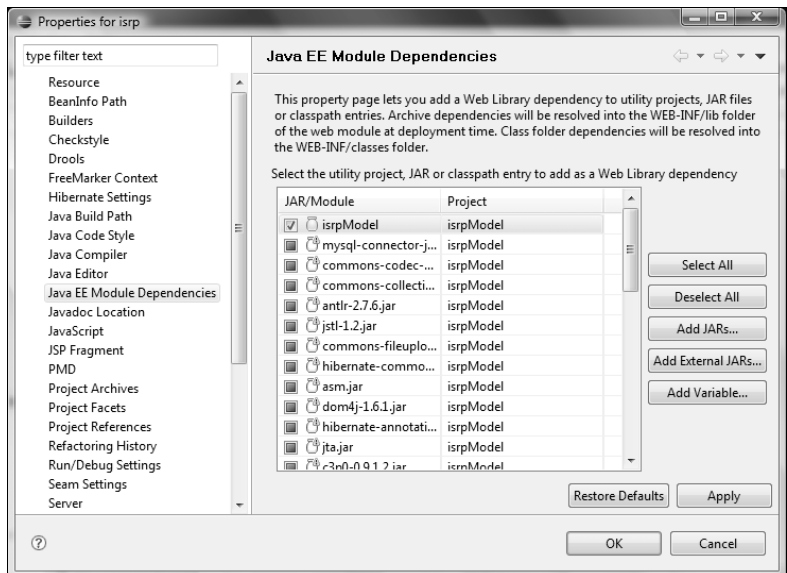 Properties for isrp
type filter text
Resource
BeanInfo Path
Builders
Checkstyle
Drools
FreeMarker Context
Hibernate Settings
Java Build Path
Java Code Style
Java Compiler
Java Editor
Java EE Module Dependencies
Javadoc Location
JavaScript
JSP Fragment
PMD
Project Archives
Project Facets
Project References
Refactoring History
Run/Debug Settings
Seam Settings
Server
Java EE Module Dependencies
This property page lets you add a Web Library dependency to utility projects, JAR files
or classpath entries. Archive dependencies will be resolved into the WEB-INF/lib folder
of the web module at deployment time. Class folder dependencies will be resolved into
the WEB-INF/classes folder.
Select the utility project, JAR or classpath entry to add as a Web Library dependency
JAR/Module Project
isrpModel isrpModel
mysql-connector-j... isrpModel
commons-codec-... isrpModel
commons-collecti... isrpModel
antlr-2.7.6.jar isrpModel
jstl-1.2.jar isrpModel
commons-fileuplo... isrpModel
hibernate-commo... isrpModel
asm.jar isrpModel
dom4j-1.6.1.jar isrpModel
hibernate-annotati... isrpModel
jta.jar isrpModel
c3p0-0.9.1.2.jar isrpModel
Select All
Deselect All
Add JARs...
Add External JARs...
Add Variable...
Restore Defaults Apply
OK Cancel